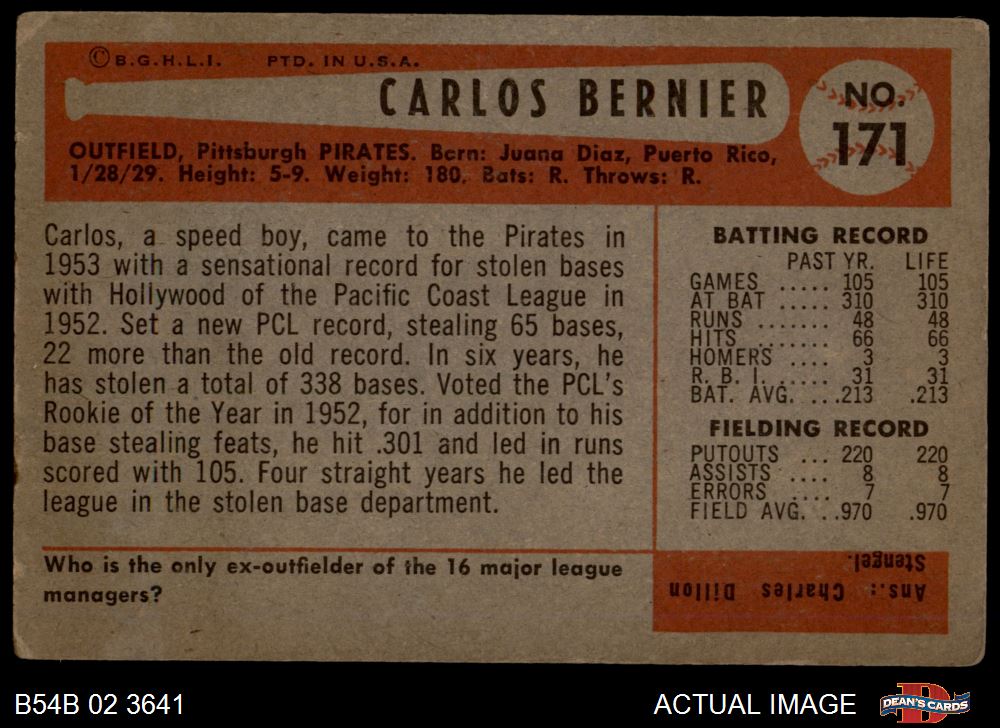 ©B.G.H.L.I. PTD. IN U.S.A.
CARLOS BERNIER
NO.
171
OUTFIELD, Pittsburgh PIRATES. Born: Juana Diaz, Puerto Rico,
1/28/29. Height: 5-9. Weight: 180. Bats: R. Throws: R.
Carlos, a speed boy, came to the Pirates in
1953 with a sensational record for stolen bases
with Hollywood of the Pacific Coast League in
1952. Set a new PCL record, stealing 65 bases,
22 more than the old record. In six years, he
has stolen a total of 338 bases. Voted the PCL's
Rookie of the Year in 1952, for in addition to his
base stealing feats, he hit .301 and led in runs
scored with 105. Four straight years he led the
league in the stolen base department.
BATTING RECORD
PAST YR. LIFE
GAMES ..... 105 105
AT BAT ..... 310 310
RUNS ....... 48 48
HITS ....... 66 66
HOMERS .... 3 3
R. B. I. ..... 31 31
BAT. AVG. ... .213 .213
FIELDING RECORD
PUTOUTS ... 220 220
ASSISTS .... 8 8
ERRORS .... 7 7
FIELD AVG. . .970 .970
Who is the only ex-outfielder of the 16 major league
managers?
Ans.: Charles Dillon
Stengel.
B54B 02 3641
ACTUAL IMAGE
D
DEAN'S CARDS